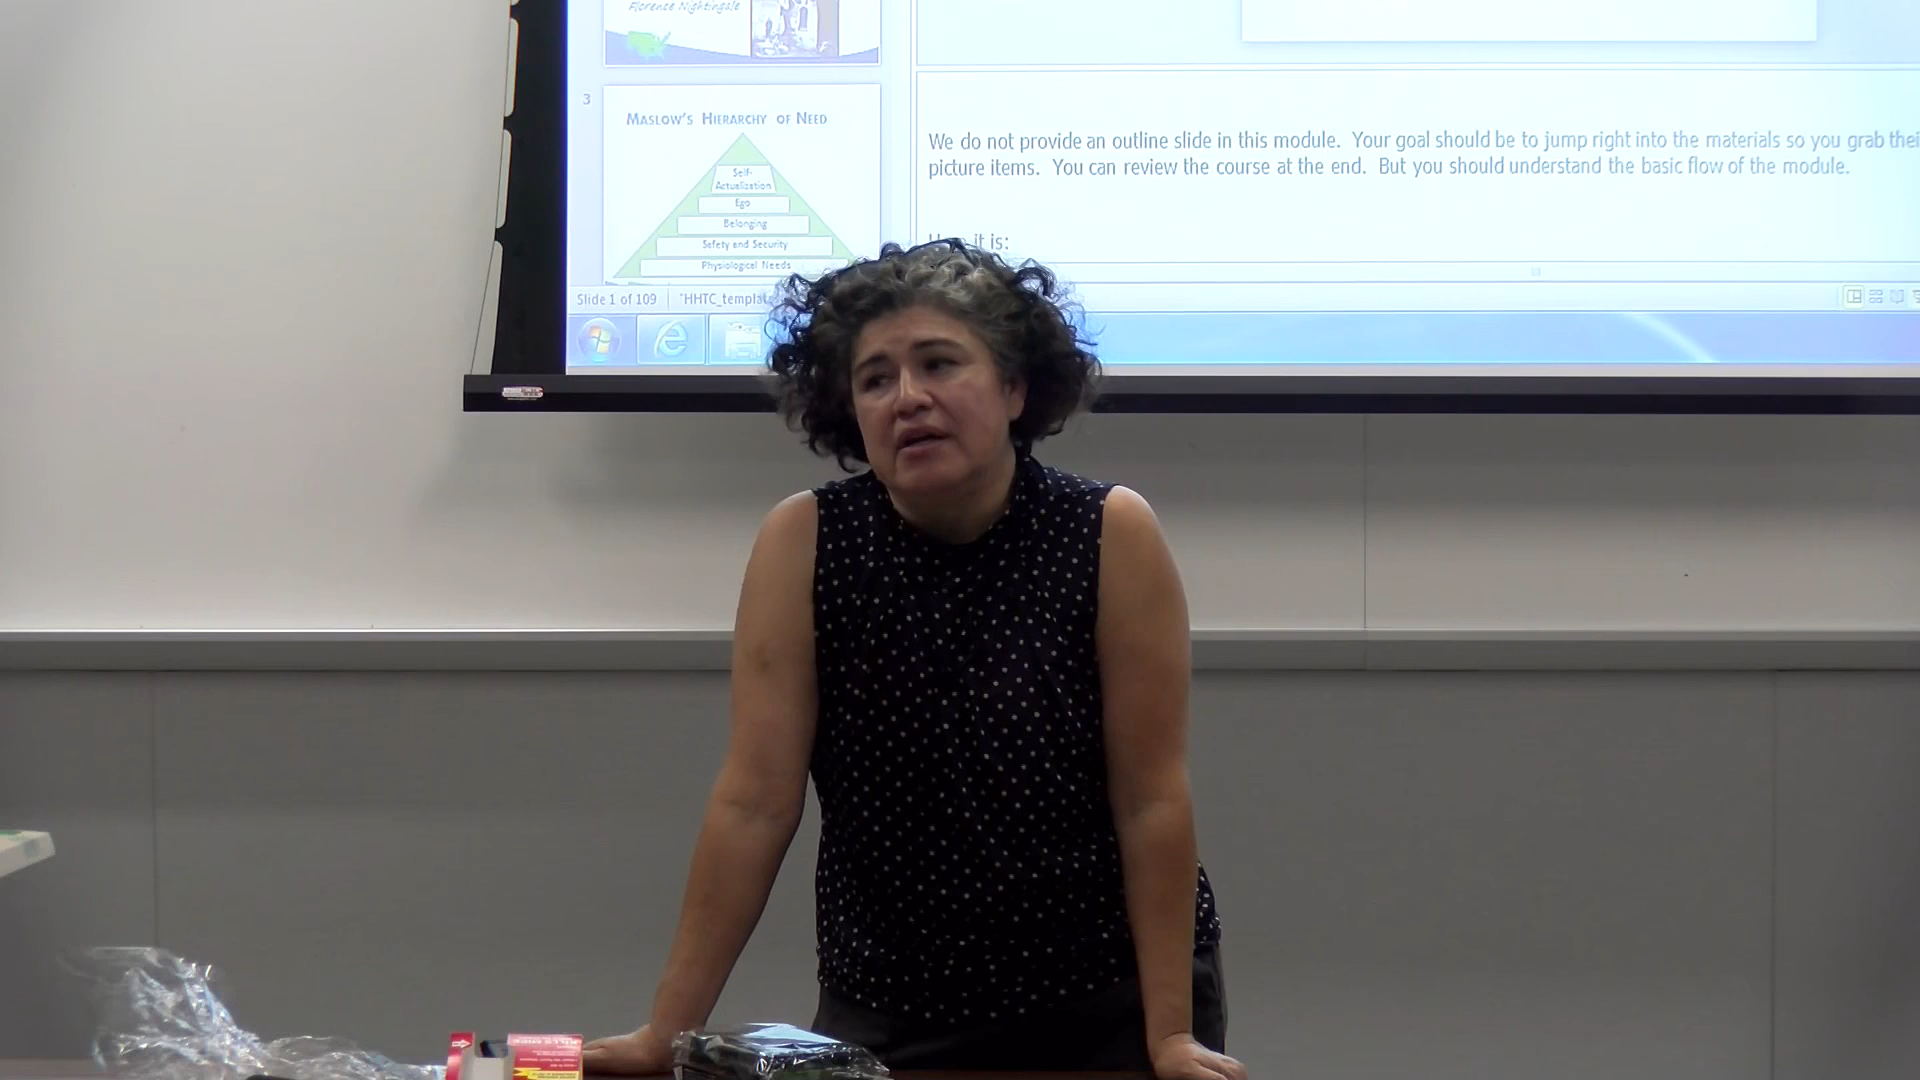 Florence Nightingale
3
MASLOW'S HIERARCHY OF NEED
Self-
Actualization
Ego
Belonging
Safety and Security
Physiological Needs
We do not provide an outline slide in this module. Your goal should be to jump right into the materials so you grab thei
picture items. You can review the course at the end. But you should understand the basic flow of the module.
it is:
Slide 1 of 109
"HHTC_templat